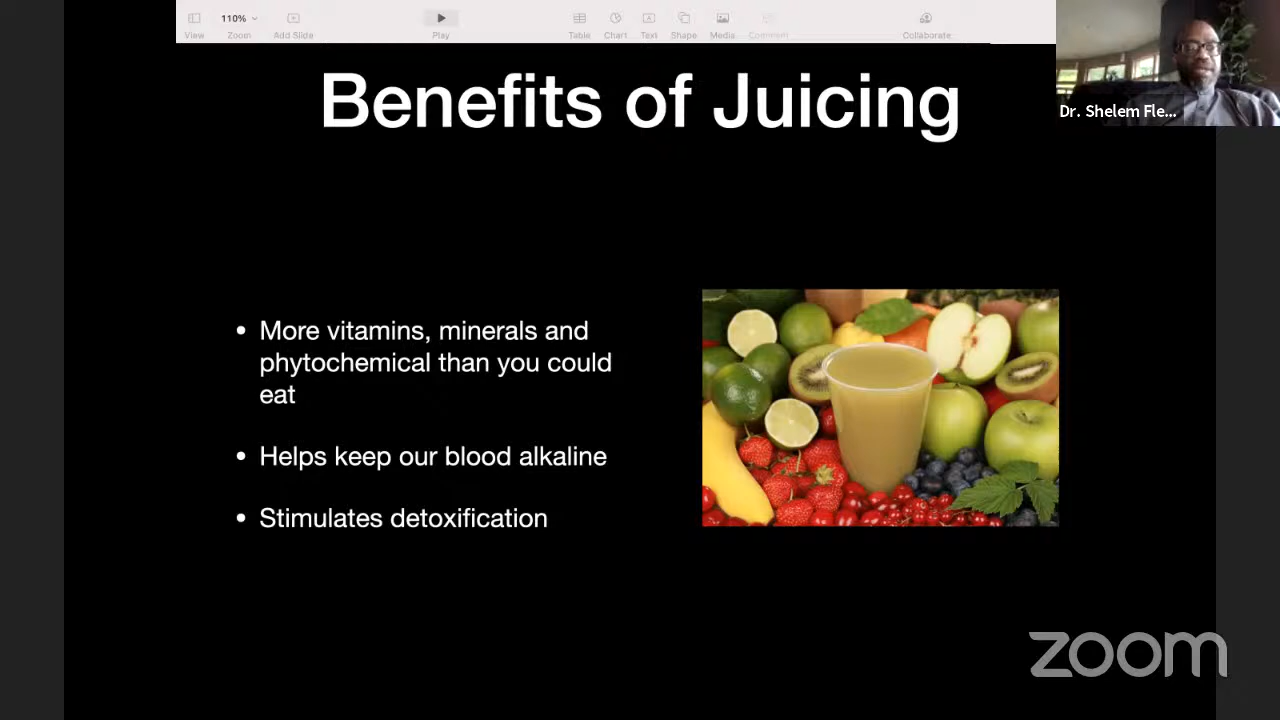 110%
View
Zoom
Add Slide
Play
Table
Chart
Text
Shape
Media
Comment
Collaborate
Dr. Shelem Fle...
Benefits of Juicing
• More vitamins, minerals and
phytochemical than you could
eat
• Helps keep our blood alkaline
• Stimulates detoxification
zoom